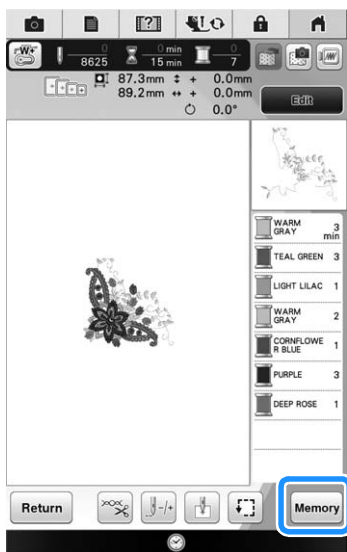 W
0 0 min 0
8625 15 min 7
87.3mm + 0.0mm
89.2mm + 0.0mm
0.0°
Edit
WARM GRAY 3 min
TEAL GREEN 3
LIGHT LILAC 1
WARM GRAY 2
CORNFLOWE
R BLUE 1
PURPLE 3
DEEP ROSE 1
Return
-/+
Memory